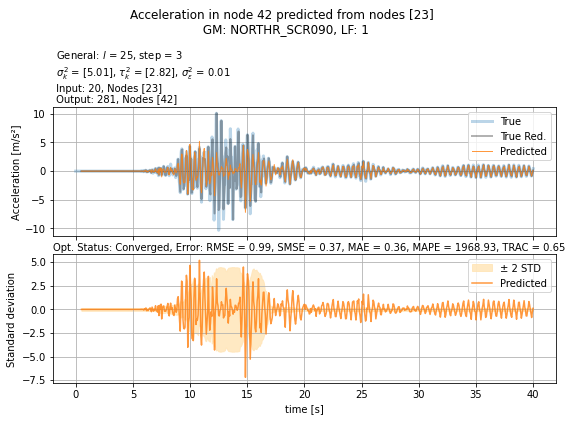 Acceleration in node 42 predicted from nodes [23]
GM: NORTHR_SCR090, LF: 1
General: l = 25, step = 3
σ²ₖ = [5.01], τ²ₖ = [2.82], σ²ε = 0.01
Input: 20, Nodes [23]
Output: 281, Nodes [42]
10
5
0
−5
−10
Acceleration [m/s²]
True
True Red.
Predicted
Opt. Status: Converged, Error: RMSE = 0.99, SMSE = 0.37, MAE = 0.36, MAPE = 1968.93, TRAC = 0.65
5.0
2.5
0.0
−2.5
−5.0
−7.5
Standard deviation
± 2 STD
Predicted
0 5 10 15 20 25 30 35 40
time [s]